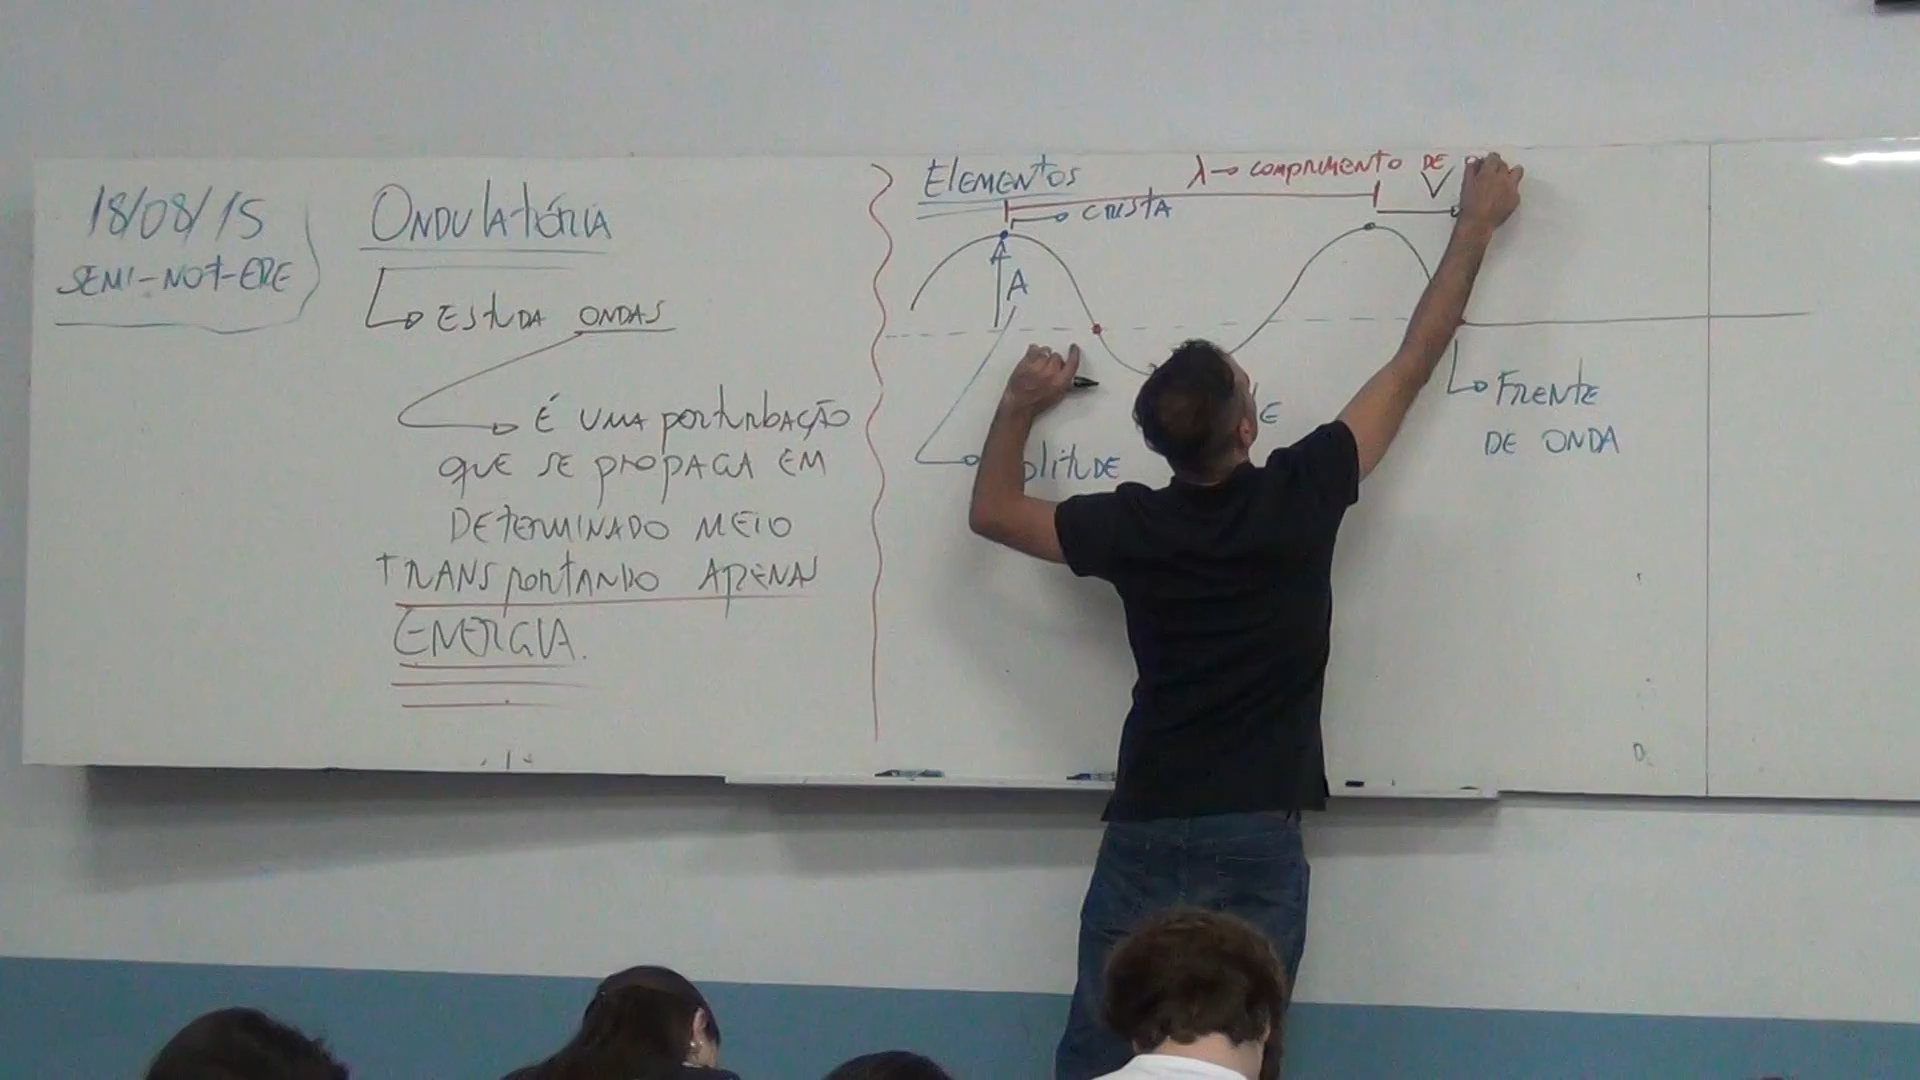 18/08/15
SEMI-NOT-ERE
ONDULATÓRIA
ESTUDA ONDAS
É UMA perturbAÇÃO
QUE SE PROPAGA EM
DETERMINADO MEIO
TRANSPORTANDO APENAS
ENERGIA.
ELEMENTOS
λ→ COMPRIMENTO DE
V
CRISTA
A
FRENTE
DE ONDA